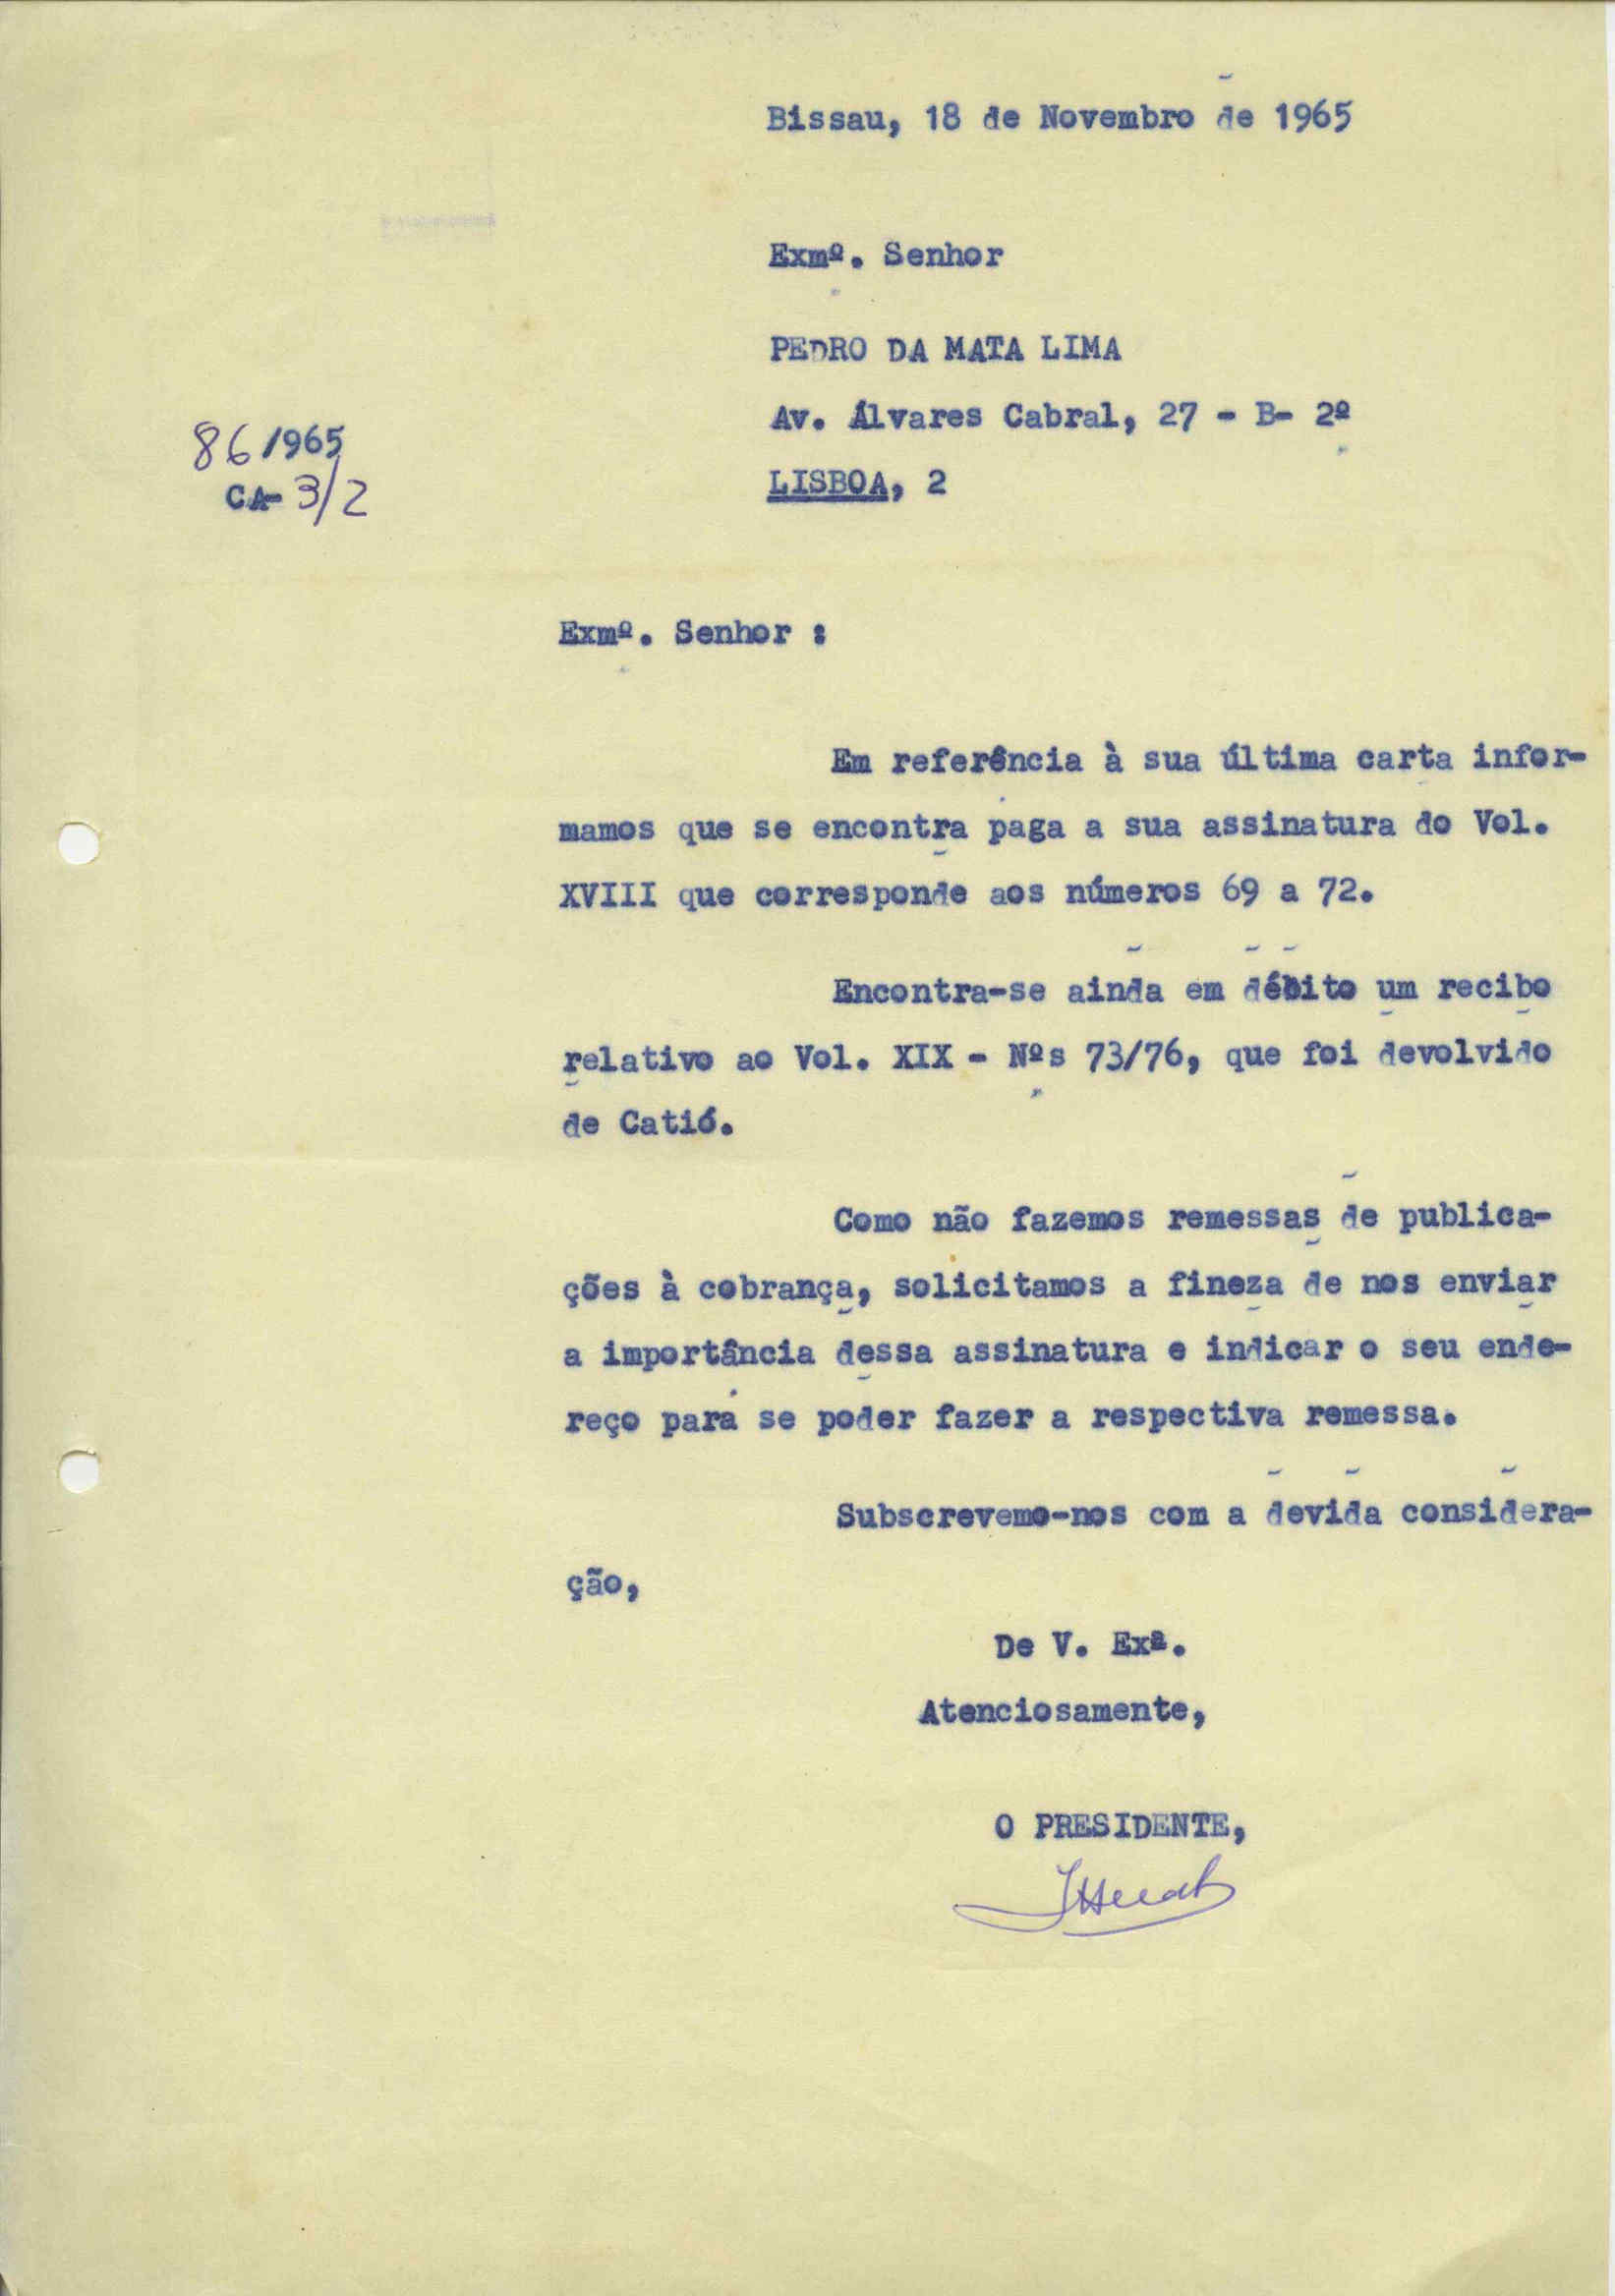 Bissau, 18 de Novembro de 1965
Exmº. Senhor
PEDRO DA MATA LIMA
Av. Álvares Cabral, 27 - B- 2º
LISBOA, 2
86/965
CA- 3/2
Exmº. Senhor :
Em referência à sua última carta infor-
mamos que se encontra paga a sua assinatura do Vol.
XVIII que corresponde aos números 69 a 72.
Encontra-se ainda em débito um recibo
relativo ao Vol. XIX - Nºs 73/76, que foi devolvido
de Catió.
Como não fazemos remessas de publica-
ções à cobrança, solicitamos a fineza de nos enviar
a importância dessa assinatura e indicar o seu ende-
reço para se poder fazer a respectiva remessa.
Subscrevemo-nos com a devida considera-
ção,
De V. Exª.
Atenciosamente,
O PRESIDENTE,